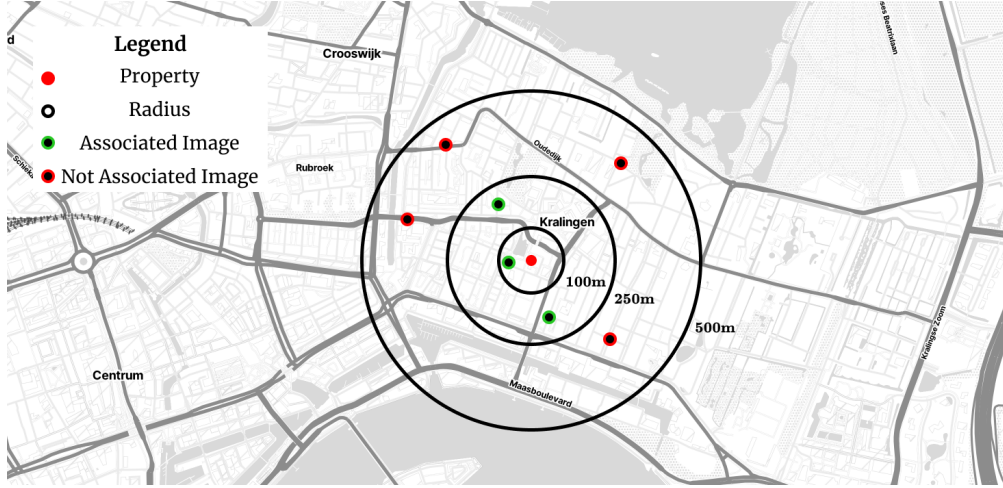 Legend
Property
Radius
Associated Image
Not Associated Image
Crooswijk
Rubroek
Oudedijk
Kralingen
100m
250m
500m
Centrum
Maasboulevard
Kralingse Zoom